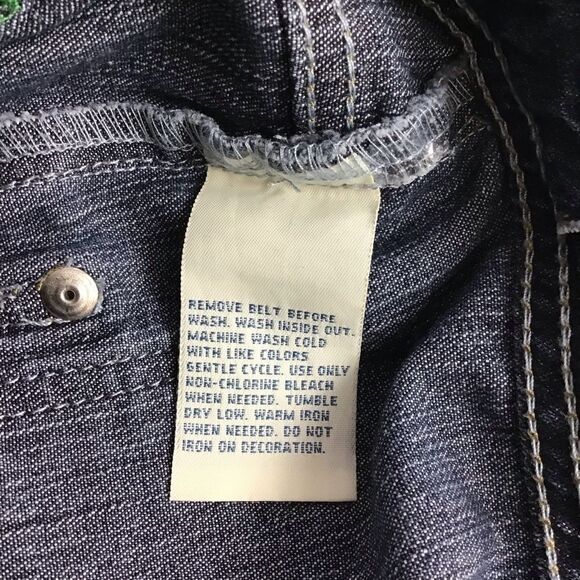 REMOVE BELT BEFORE
WASH. WASH INSIDE OUT.
MACHINE WASH COLD
WITH LIKE COLORS
GENTLE CYCLE. USE ONLY
NON-CHLORINE BLEACH
WHEN NEEDED. TUMBLE
DRY LOW. WARM IRON
WHEN NEEDED. DO NOT
IRON ON DECORATION.